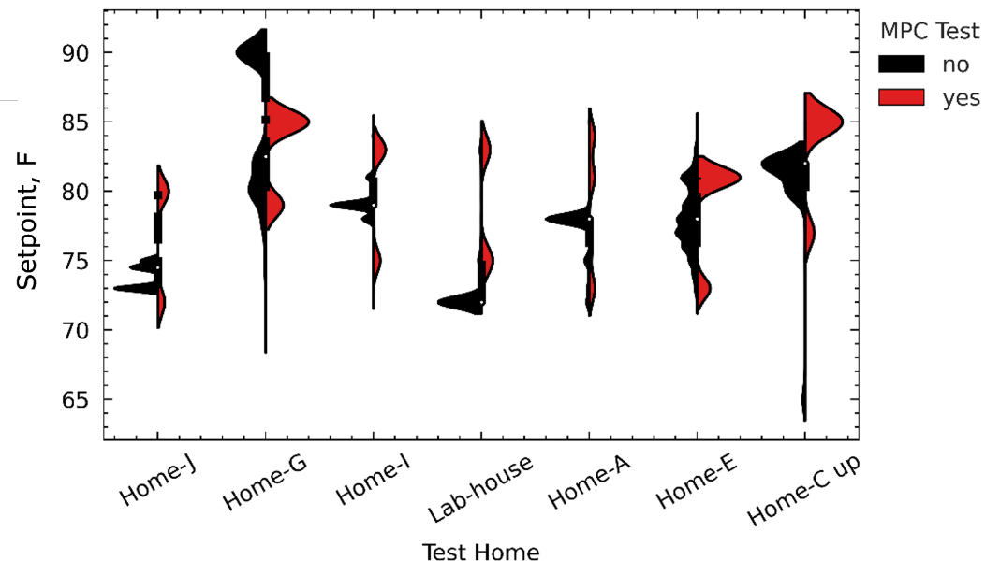 MPC Test
no
yes
Setpoint, F
90
85
80
75
70
65
Home-J
Home-G
Home-I
Lab-house
Home-A
Home-E
Home-C up
Test Home